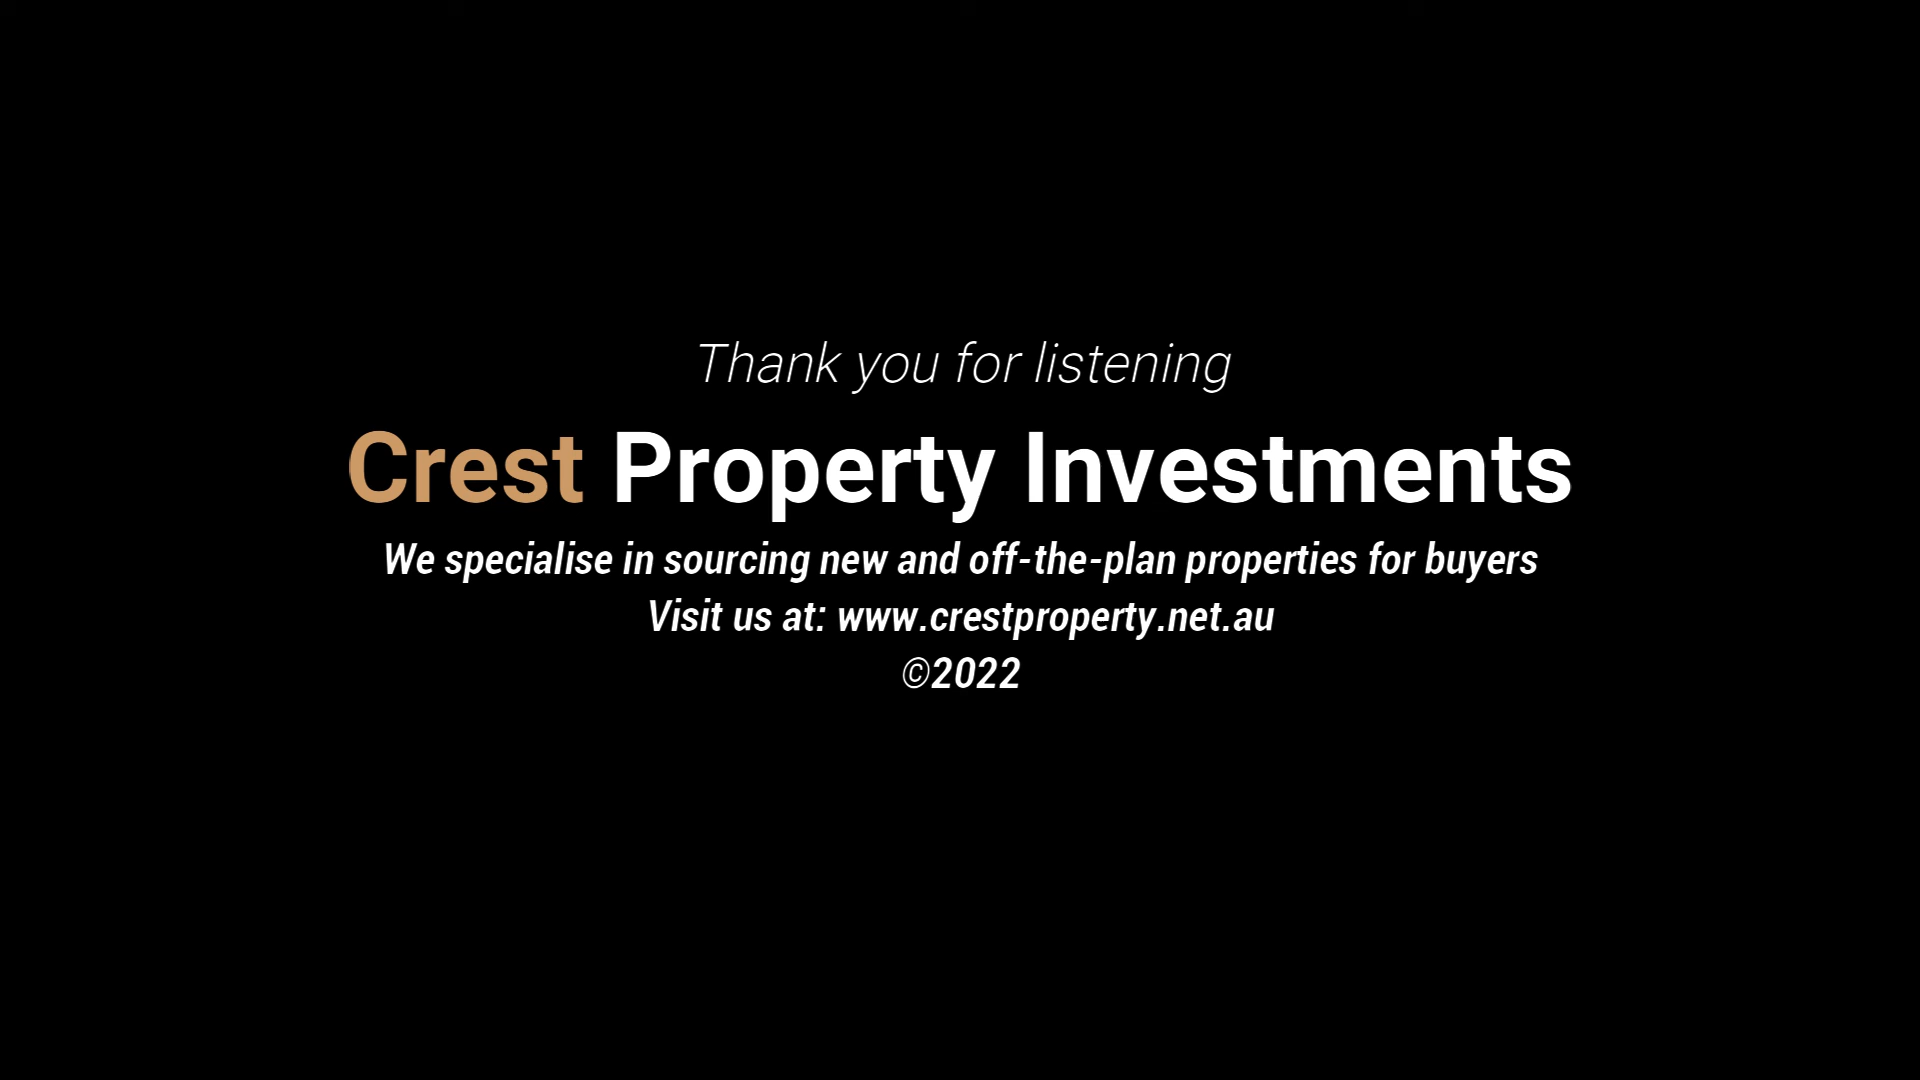 Thank you for listening
Crest Property Investments
We specialise in sourcing new and off-the-plan properties for buyers
Visit us at: www.crestproperty.net.au
©2022